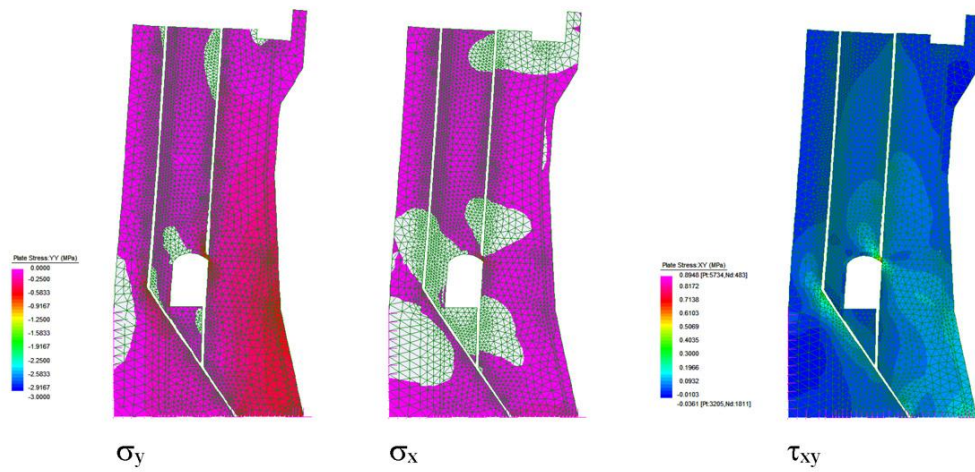 Plate Stress:YY (MPa)
0.0000
-0.2500
-0.5833
-0.9167
-1.2500
-1.5833
-1.9167
-2.2500
-2.5833
-2.9167
-3.0000
Plate Stress:XY (MPa)
0.8948 [Pt:5734,Nd:483]
0.8172
0.7138
0.6103
0.5069
0.4035
0.3000
0.1966
0.0932
-0.0103
-0.0361 [Pt:3205,Nd:1811]
σy
σx
τxy